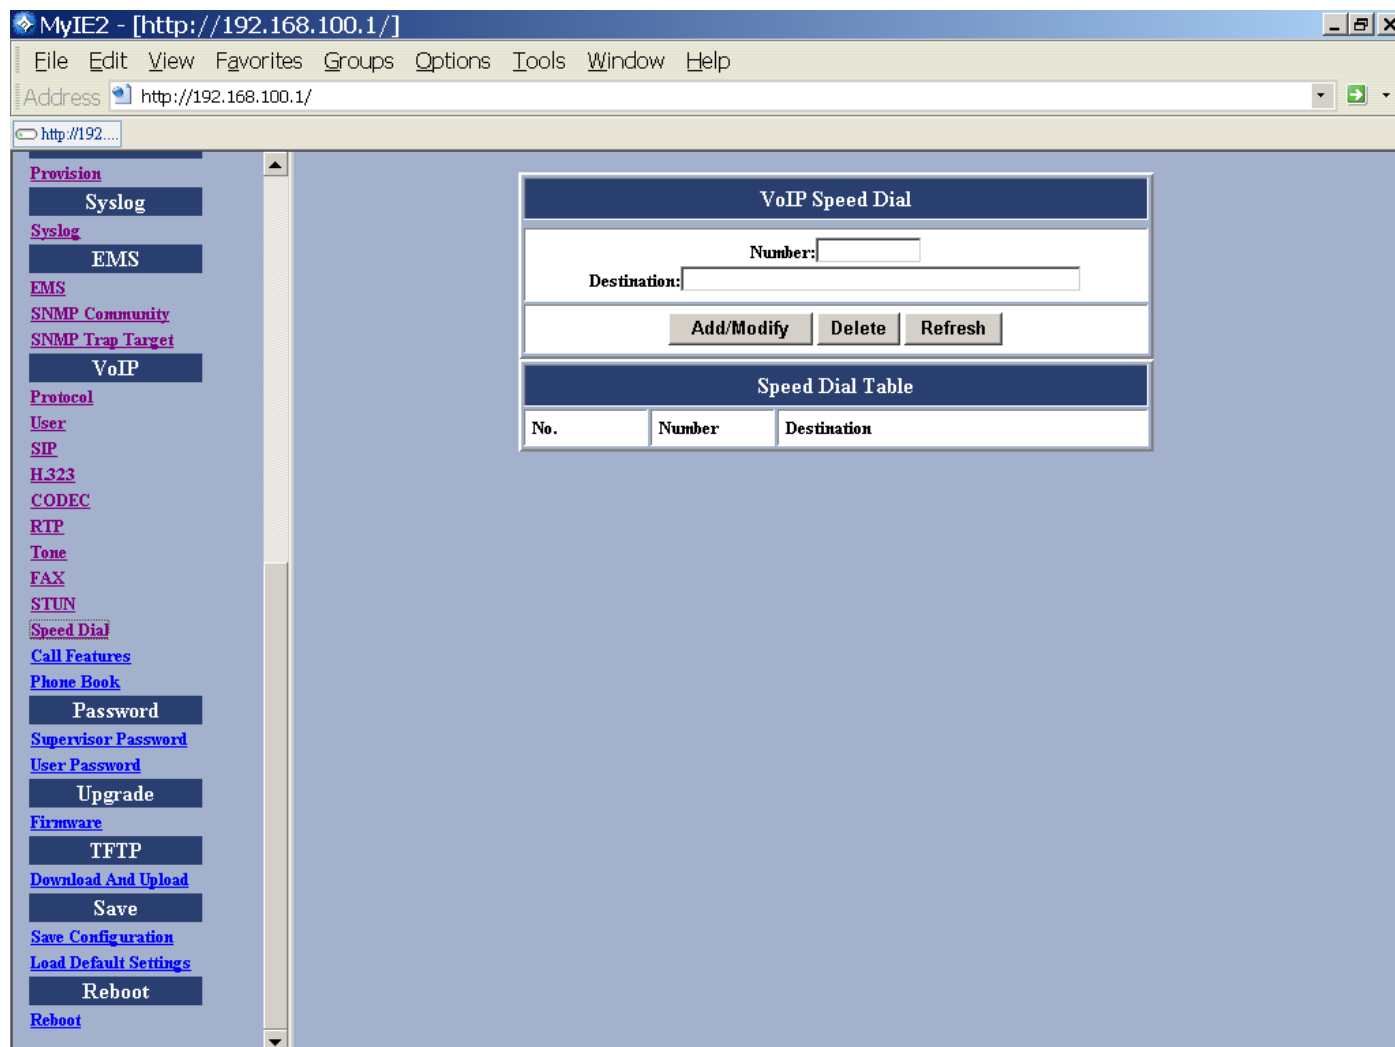 MyIE2 - [http://192.168.100.1/]
File Edit View Favorites Groups Options Tools Window Help
Address http://192.168.100.1/
http://192....
Provision
Syslog
Syslog
EMS
EMS
SNMP Community
SNMP Trap Target
VoIP
Protocol
User
SIP
H.323
CODEC
RTP
Tone
FAX
STUN
Speed Dial
Call Features
Phone Book
Password
Supervisor Password
User Password
Upgrade
Firmware
TFTP
Download And Upload
Save
Save Configuration
Load Default Settings
Reboot
Reboot
VoIP Speed Dial
Number:
Destination:
Add/Modify Delete Refresh
Speed Dial Table
No. Number Destination